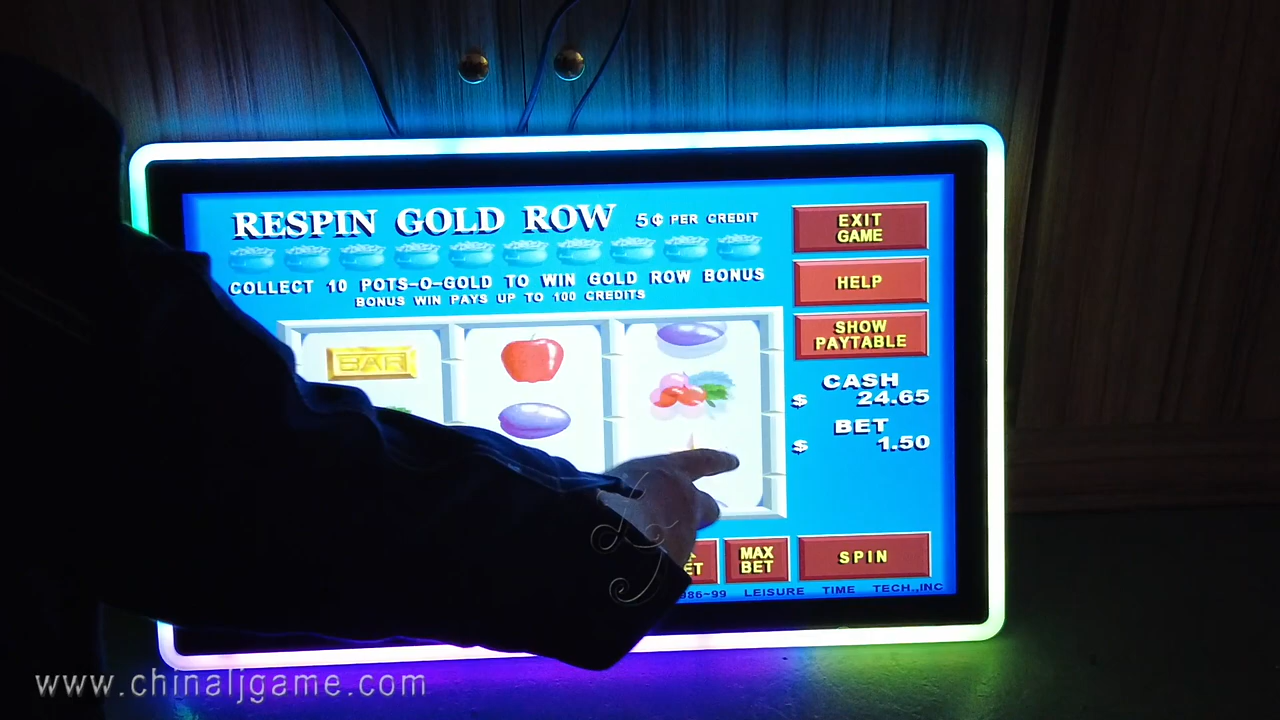 RESPIN GOLD ROW 5¢ PER CREDIT
COLLECT 10 POTS-O-GOLD TO WIN GOLD ROW BONUS
BONUS WIN PAYS UP TO 100 CREDITS
EXIT
GAME
HELP
SHOW
PAYTABLE
BAR
CASH
$ 24.65
BET
$ 1.50
MAX
BET
SPIN
986-99 LEISURE TIME TECH.,INC
www.chinaljgame.com